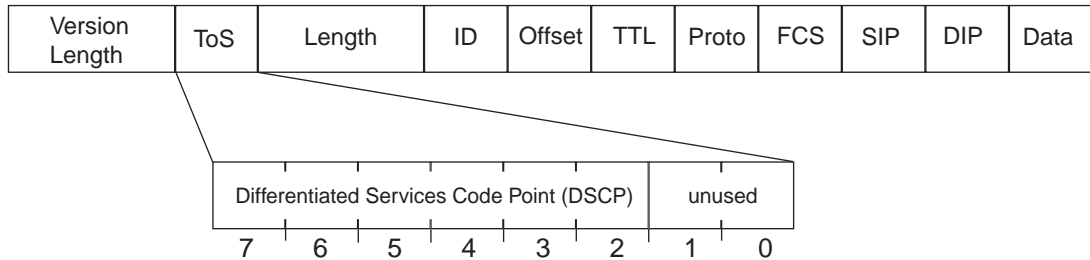 Version
Length
ToS
Length
ID
Offset
TTL
Proto
FCS
SIP
DIP
Data
Differentiated Services Code Point (DSCP)
unused
7 6 5 4 3 2 1 0